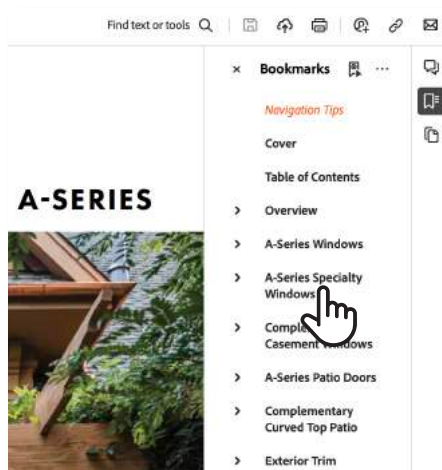 Find text or tools
Bookmarks
Navigation Tips
Cover
Table of Contents
A-SERIES
Overview
A-Series Windows
A-Series Specialty
Windows
Casement Windows
A-Series Patio Doors
Complementary
Curved Top Patio
Exterior Trim